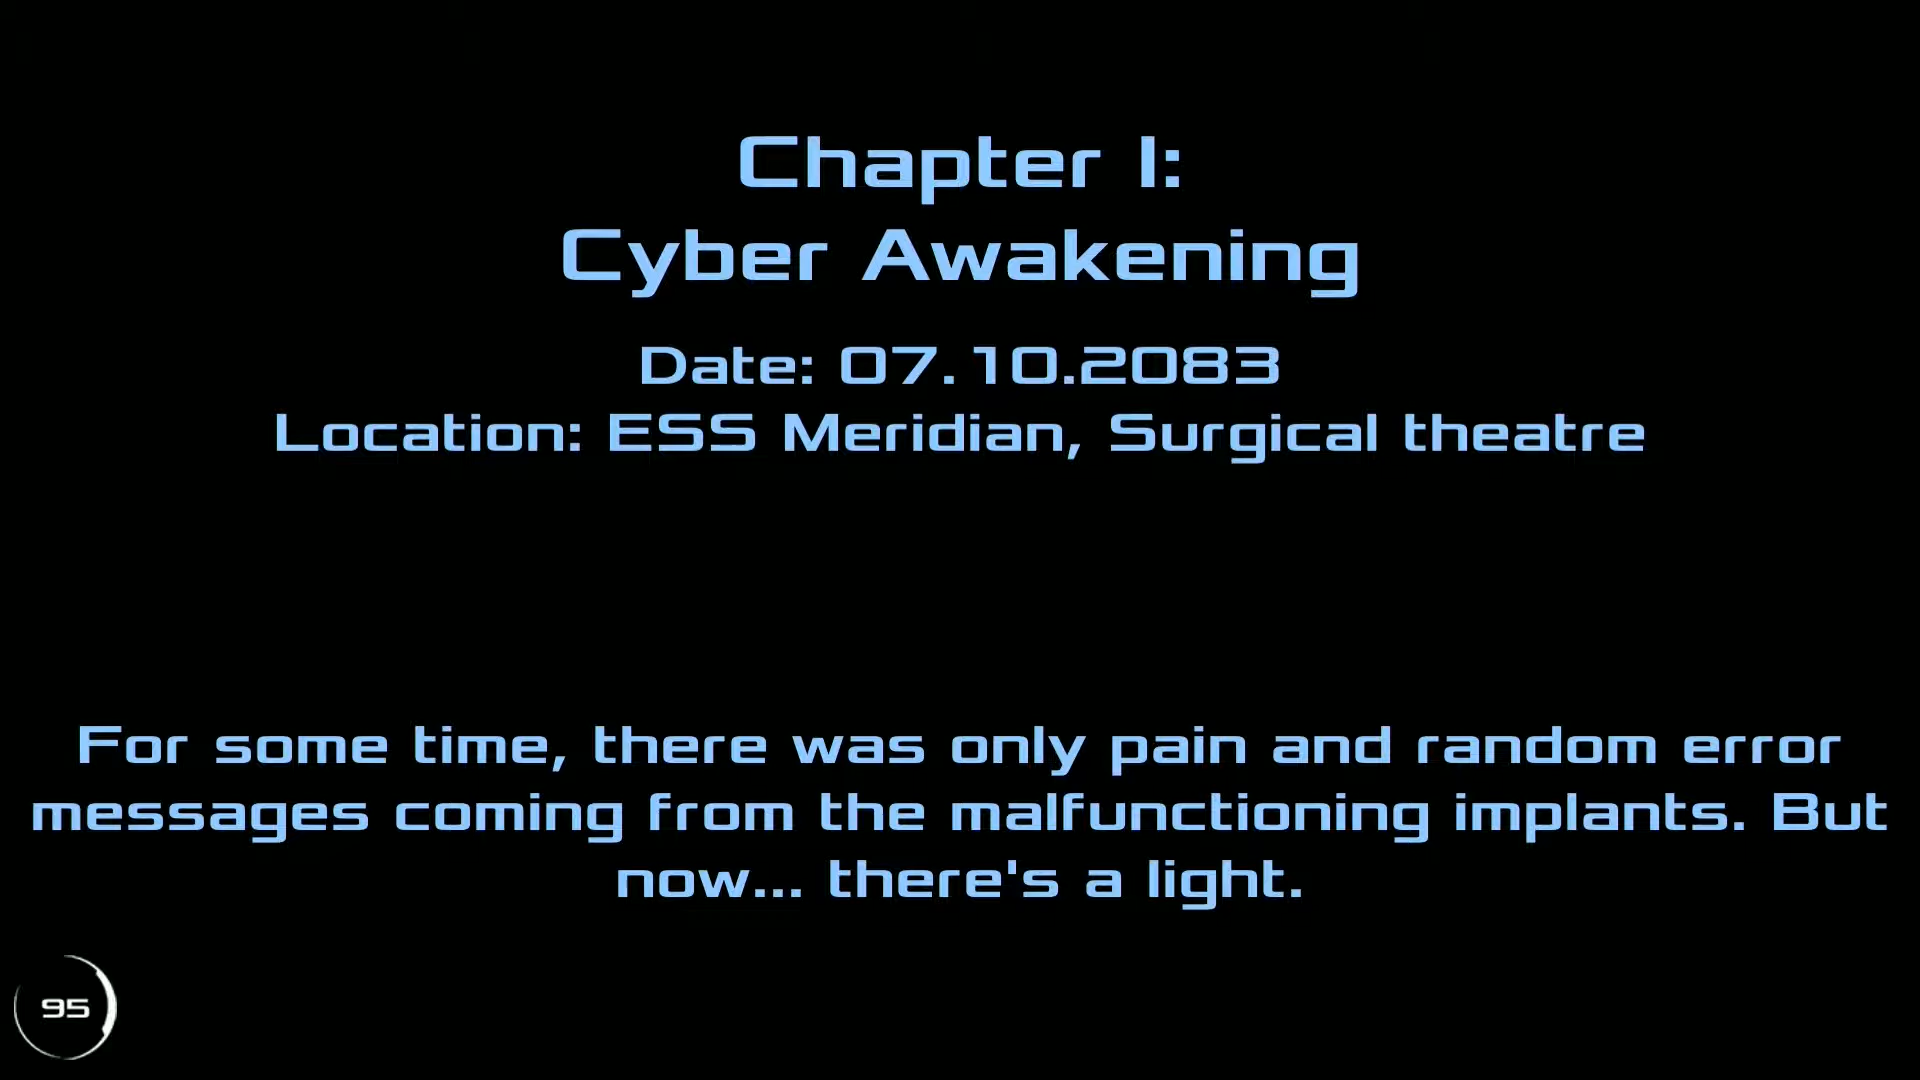 Chapter I:
Cyber Awakening
Date: 07.10.2083
Location: ESS Meridian, Surgical theatre
For some time, there was only pain and random error
messages coming from the malfunctioning implants. But
now... there's a light.
95